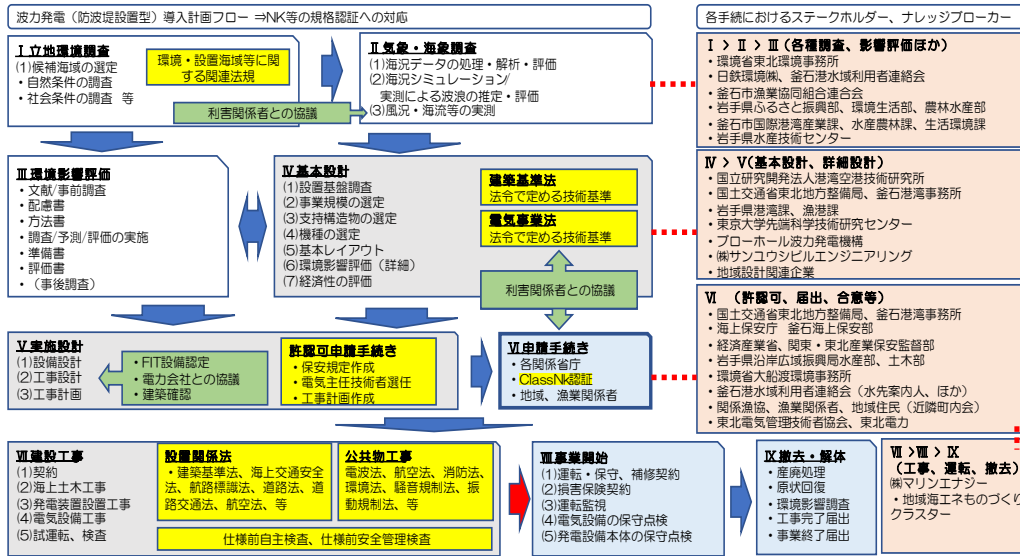 波力発電（防波堤設置型）導入計画フロー ⇒NK等の規格認証への対応
Ⅰ立地環境調査
(1)候補海域の選定
・自然条件の調査
・社会条件の調査 等
環境・設置海域等に関
する関連法規
利害関係者との協議
Ⅱ気象・海象調査
(1)海況データの処理・解析・評価
(2)海況シミュレーション/
実測による波浪の推定・評価
(3)風況・海流等の実測
Ⅲ環境影響評価
・文献/事前調査
・配慮書
・方法書
・調査/予測/評価の実施
・準備書
・評価書
・（事後調査）
Ⅳ基本設計
(1)設置基盤調査
(2)事業規模の選定
(3)支持構造物の選定
(4)機種の選定
(5)基本レイアウト
(6)環境影響評価（詳細）
(7)経済性の評価
建築基準法
法令で定める技術基準
電気事業法
法令で定める技術基準
利害関係者との協議
Ⅴ実施設計
(1)設備設計
(2)工事設計
(3)工事計画
・FIT設備認定
・電力会社との協議
・建築確認
許認可申請手続き
・保安規定作成
・電気主任技術者選任
・工事計画作成
Ⅵ申請手続き
・各関係省庁
・ClassNk認証
・地域、漁業関係者
Ⅶ建設工事
(1)契約
(2)海上土木工事
(3)発電装置設置工事
(4)電気設備工事
(5)試運転、検査
設置関係法
・建築基準法、海上交通安全
法、航路標識法、道路法、道
路交通法、航空法、等
公共物工事
電波法、航空法、消防法、
環境法、騒音規制法、振
動規制法、等
仕様前自主検査、仕様前安全管理検査
Ⅷ事業開始
(1)運転・保守、補修契約
(2)損害保険契約
(3)運転監視
(4)電気設備の保守点検
(5)発電設備本体の保守点検
Ⅸ撤去・解体
・産廃処理
・原状回復
・環境影響調査
・工事完了届出
・事業終了届出
各手続におけるステークホルダー、ナレッジブローカー
Ⅰ > Ⅱ > Ⅲ (各種調査、影響評価ほか)
・環境省東北環境事務所
・日鉄環境㈱、釜石港水域利用者連絡会
・釜石市漁業協同組合連合会
・岩手県ふるさと振興部、環境生活部、農林水産部
・釜石市国際港湾産業課、水産農林課、生活環境課
・岩手県水産技術センター
Ⅳ > Ⅴ(基本設計、詳細設計)
・国立研究開発法人港湾空港技術研究所
・国土交通省東北地方整備局、釜石港湾事務所
・岩手県港湾課、漁港課
・東京大学先端科学技術研究センター
・ブローホール波力発電機構
・㈱サンユウシビルエンジニアリング
・地域設計関連企業
Ⅵ （許認可、届出、合意等）
・国土交通省東北地方整備局、釜石港湾事務所
・海上保安庁 釜石海上保安部
・経済産業省、関東・東北産業保安監督部
・岩手県沿岸広域振興局水産部、土木部
・環境省大船渡環境事務所
・釜石港水域利用者連絡会（水先案内人、ほか）
・関係漁協、漁業関係者、地域住民（近隣町内会）
・東北電気管理技術者協会、東北電力
Ⅶ > Ⅷ > Ⅸ
（工事、運転、撤去）
㈱マリンエナジー
・地域海エネものづくり
クラスター